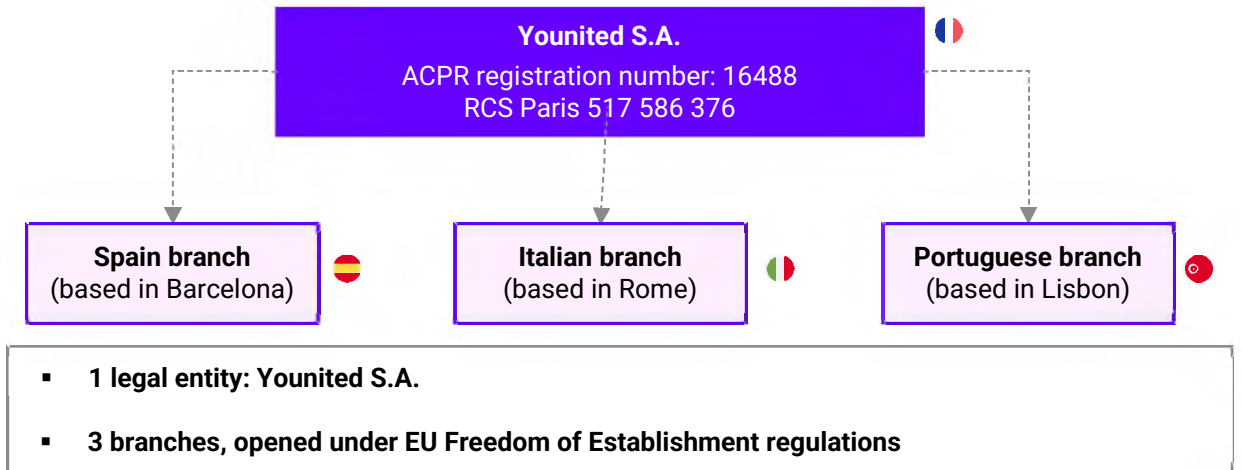 Younited S.A.
ACPR registration number: 16488
RCS Paris 517 586 376
Spain branch
(based in Barcelona)
Italian branch
(based in Rome)
Portuguese branch
(based in Lisbon)
▪ 1 legal entity: Younited S.A.
▪ 3 branches, opened under EU Freedom of Establishment regulations